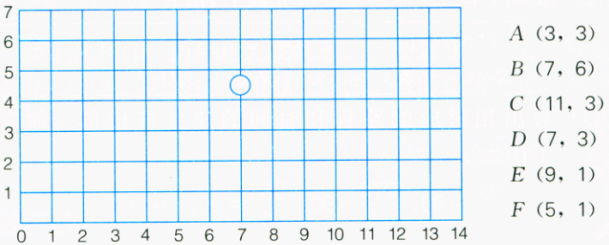 7
6
5
4
3
2
1
0 1 2 3 4 5 6 7 8 9 10 11 12 13 14
A (3, 3)
B (7, 6)
C (11, 3)
D (7, 3)
E (9, 1)
F (5, 1)